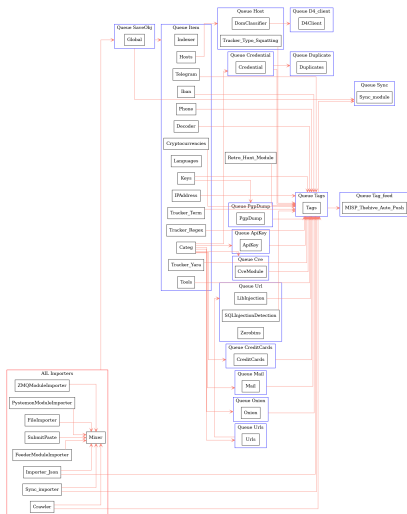 Queue SaveObj
Global
Queue Item
Indexer
Hosts
Telegram
Iban
Phone
Decoder
Cryptocurrencies
Languages
Keys
IPAddress
Tracker_Term
Tracker_Regex
Categ
Tracker_Yara
Tools
Queue Host
DomClassifier
Tracker_Typo_Squatting
Queue D4_client
D4Client
Queue Credential
Credential
Queue Duplicate
Duplicates
Queue Sync
Sync_module
Retro_Hunt_Module
Queue Tags
Tags
Queue Tag_feed
MISP_Thehive_Auto_Push
Queue PgpDump
PgpDump
Queue ApiKey
ApiKey
Queue Cve
CveModule
Queue Url
LibInjection
SQLInjectionDetection
Zerobins
Queue CreditCards
CreditCards
Queue Mail
Mail
Queue Onion
Onion
Queue Urls
Urls
AIL Importers
ZMQModuleImporter
PystemonModuleImporter
FileImporter
SubmitPaste
FeederModuleImporter
Importer_Json
Sync_importer
Crawler
Mixer